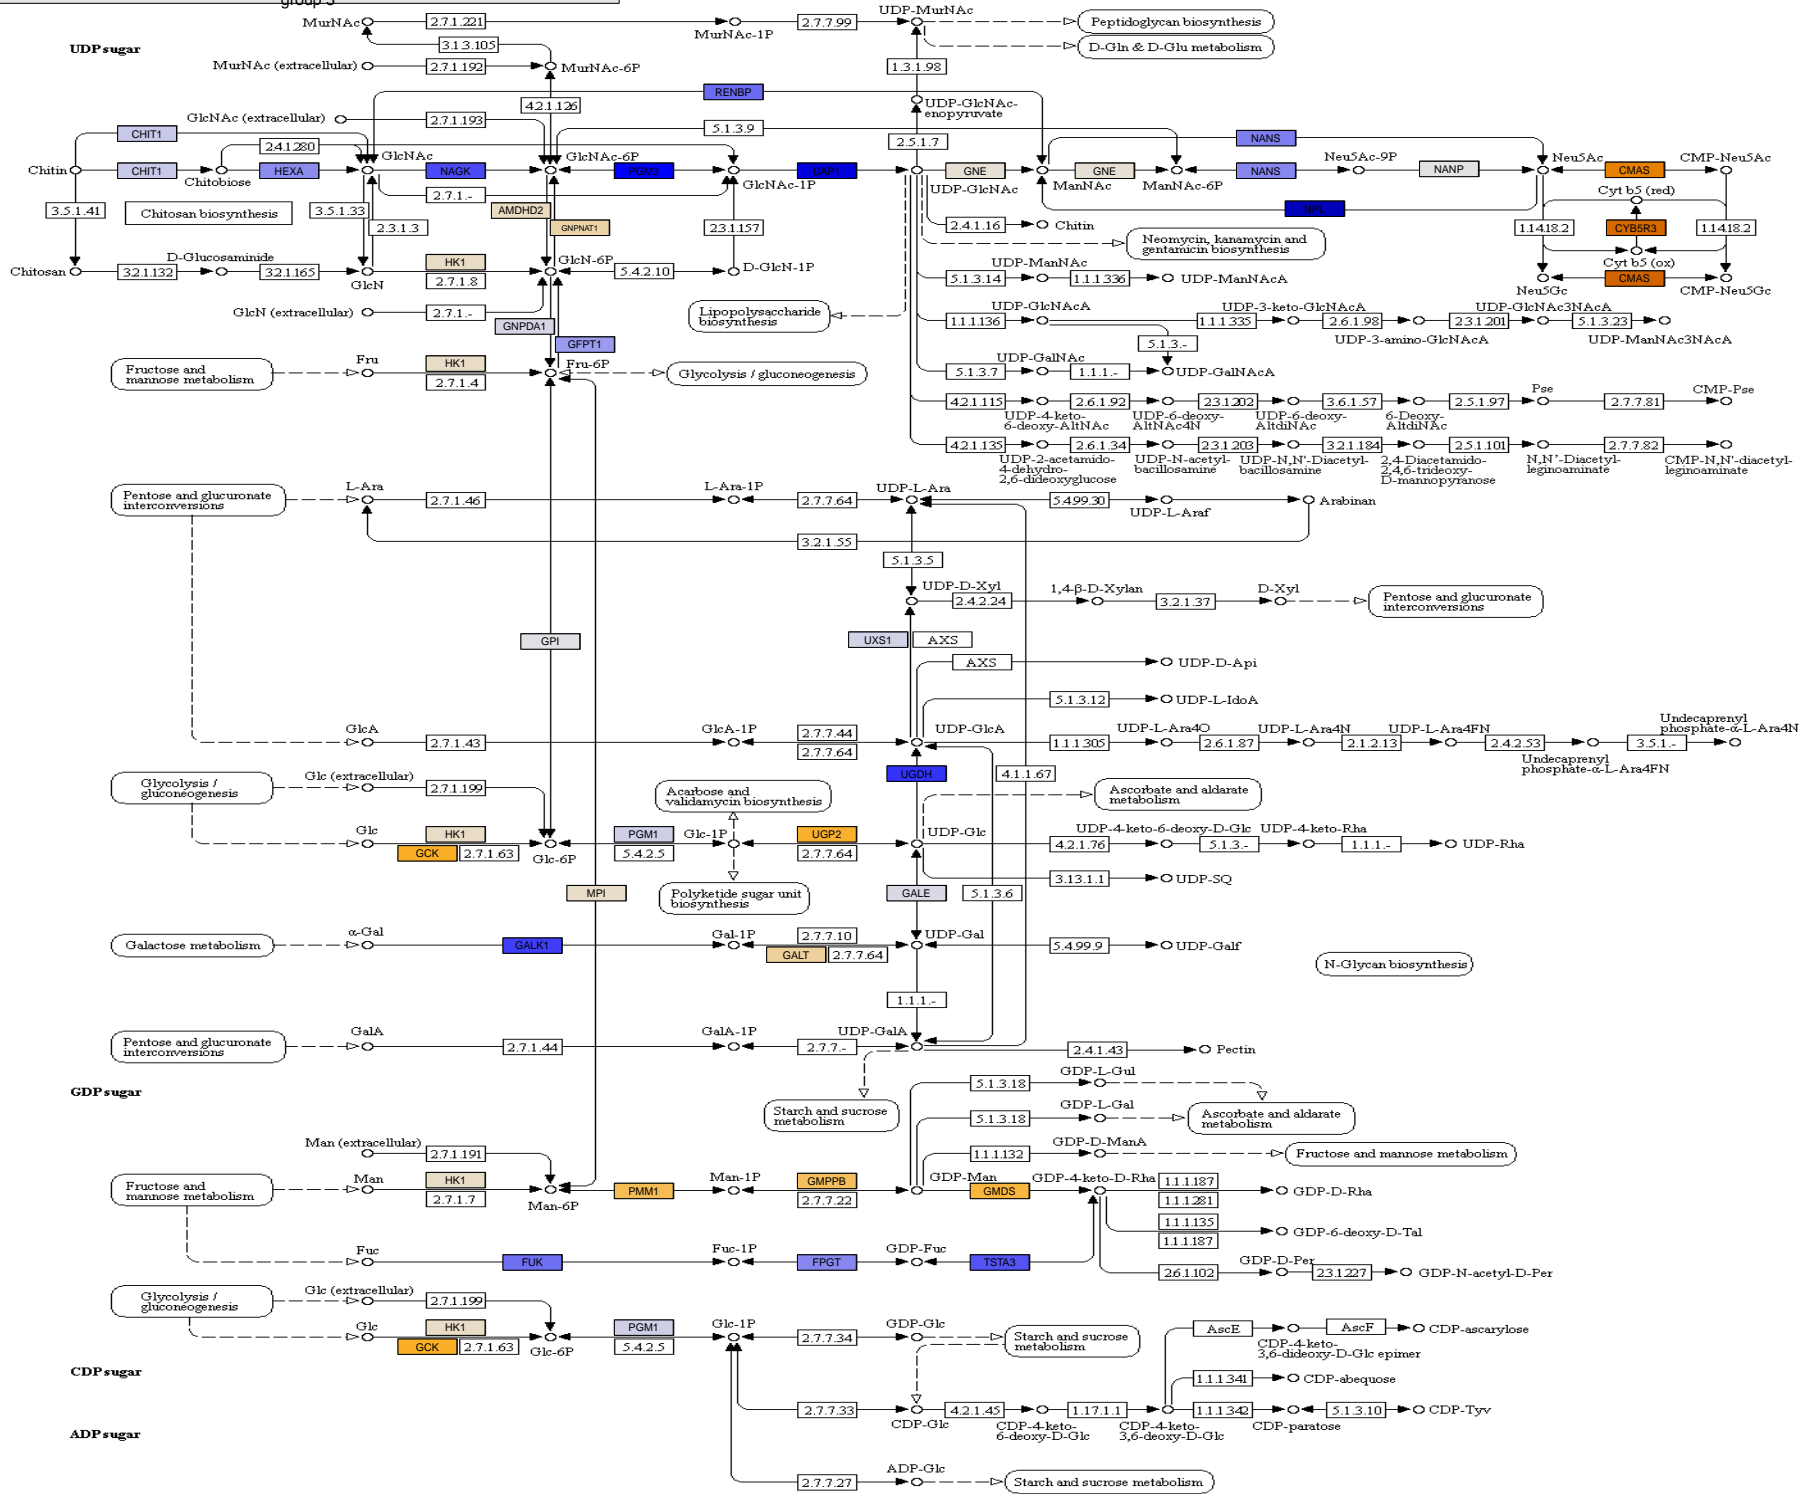 group 3
MurNAc
2.7.1.221
MurNAc-1P
2.7.7.99
UDP-MurNAc
Peptidoglycan biosynthesis
UDP sugar
3.1.3.105
D-Gln & D-Glu metabolism
MurNAc (extracellular)
2.7.1.192
MurNAc-6P
1.3.1.98
RENBP
4.2.1.126
UDP-GlcNAc-
enopyruvate
GlcNAc (extracellular)
2.7.1.193
5.1.3.9
CHIT1
2.4.1.280
2.5.1.7
NANS
GlcNAc
GlcNAc-6P
Neu5Ac-9P
Neu5Ac
CMP-Neu5Ac
Chitin
CHIT1
Chitobiose
HEXA
NAGK
PGM3
GlcNAc-1P
UAP1
UDP-GlcNAc
GNE
ManNAc
GNE
ManNAc-6P
NANS
NANP
CMAS
2.7.1.-
Cyt b5 (red)
3.5.1.41
Chitosan biosynthesis
3.5.1.33
2.3.1.3
AMDHD2
GNPNAT1
2.3.1.157
NPL
2.4.1.16
Chitin
1.14.18.2
CYB5R3
1.14.18.2
Neomycin, kanamycin and
gentamicin biosynthesis
Cyt b5 (ox)
Chitosan
3.2.1.132
D-Glucosaminide
3.2.1.165
GlcN
HK1
2.7.1.8
GlcN-6P
5.4.2.10
D-GlcN-1P
UDP-ManNAc
5.1.3.14
1.1.1.336
UDP-ManNAcA
Neu5Gc
CMAS
CMP-Neu5Gc
GlcN (extracellular)
2.7.1.-
GNPDA1
Lipopolysaccharide
biosynthesis
UDP-GlcNAcA
1.1.1.136
UDP-3-keto-GlcNAcA
1.1.1.335
2.6.1.98
UDP-3-amino-GlcNAcA
UDP-GlcNAc3NAcA
2.3.1.201
5.1.3.23
UDP-ManNAc3NAcA
GFPT1
5.1.3.-
Fructose and
mannose metabolism
Fru
HK1
2.7.1.4
Fru-6P
Glycolysis / gluconeogenesis
UDP-GalNAc
5.1.3.7
1.1.1.-
UDP-GalNAcA
4.2.1.115
UDP-4-keto-
6-deoxy-AltNAc
2.6.1.92
UDP-6-deoxy-
AltNAc4N
2.3.1.202
UDP-6-deoxy-
AltdiNAc
3.6.1.57
6-Deoxy-
AltdiNAc
2.5.1.97
Pse
2.7.7.81
CMP-Pse
4.2.1.135
UDP-2-acetamido-
4-dehydro-
2,6-dideoxyglucose
2.6.1.34
UDP-N-acetyl-
bacillosamine
2.3.1.203
UDP-N,N'-Diacetyl-
bacillosamine
3.2.1.184
2,4-Diacetamido-
2,4,6-trideoxy-
D-mannopyranose
2.5.1.101
N,N'-Diacetyl-
leginoaminate
2.7.7.82
CMP-N,N'-diacetyl-
leginoaminate
Pentose and glucuronate
interconversions
L-Ara
2.7.1.46
L-Ara-1P
2.7.7.64
UDP-L-Ara
5.4.99.30
UDP-L-Araf
Arabinan
3.2.1.55
5.1.3.5
UDP-D-Xyl
2.4.2.24
1,4-β-D-Xylan
3.2.1.37
D-Xyl
Pentose and glucuronate
interconversions
GPI
UXS1
AXS
AXS
UDP-D-Api
5.1.3.12
UDP-L-IdoA
GlcA
2.7.1.43
GlcA-1P
2.7.7.44
2.7.7.64
UDP-GlcA
1.1.1.305
UDP-L-Ara4O
2.6.1.87
UDP-L-Ara4N
2.1.2.13
UDP-L-Ara4FN
2.4.2.53
Undecaprenyl
phosphate-α-L-Ara4FN
3.5.1.-
Undecaprenyl
phosphate-α-L-Ara4N
UGDH
4.1.1.67
Glycolysis /
gluconeogenesis
Glc (extracellular)
2.7.1.199
Acarbose and
validamycin biosynthesis
Ascorbate and aldarate
metabolism
Glc
HK1
GCK
2.7.1.63
Glc-6P
PGM1
5.4.2.5
Glc-1P
UGP2
2.7.7.64
UDP-Glc
4.2.1.76
UDP-4-keto-6-deoxy-D-Glc
5.1.3.-
UDP-4-keto-Rha
1.1.1.-
UDP-Rha
3.13.1.1
UDP-SQ
MPI
Polyketide sugar unit
biosynthesis
GALE
5.1.3.6
Galactose metabolism
α-Gal
GALK1
Gal-1P
2.7.7.10
GALT
2.7.7.64
UDP-Gal
5.4.99.9
UDP-Galf
N-Glycan biosynthesis
1.1.1.-
Pentose and glucuronate
interconversions
GalA
2.7.1.44
GalA-1P
2.7.7.-
UDP-GalA
2.4.1.43
Pectin
GDP sugar
Starch and sucrose
metabolism
5.1.3.18
GDP-L-Gul
5.1.3.18
GDP-L-Gal
Ascorbate and aldarate
metabolism
Man (extracellular)
2.7.1.191
1.1.1.132
GDP-D-ManA
Fructose and mannose metabolism
Fructose and
mannose metabolism
Man
HK1
2.7.1.7
Man-6P
PMM1
Man-1P
GMPPB
2.7.7.22
GDP-Man
GMDS
GDP-4-keto-D-Rha
1.1.1.187
1.1.1.281
GDP-D-Rha
1.1.1.135
1.1.1.187
GDP-6-deoxy-D-Tal
Fuc
FUK
Fuc-1P
FPGT
GDP-Fuc
TSTA3
2.6.1.102
GDP-D-Per
2.3.1.227
GDP-N-acetyl-D-Per
Glycolysis /
gluconeogenesis
Glc (extracellular)
2.7.1.199
Glc
HK1
GCK
2.7.1.63
Glc-6P
PGM1
5.4.2.5
Glc-1P
2.7.7.34
GDP-Glc
Starch and sucrose
metabolism
AscE
CDP-4-keto-
3,6-dideoxy-D-Glc epimer
AscF
CDP-ascarylose
CDP sugar
1.1.1.341
CDP-abequose
2.7.7.33
CDP-Glc
4.2.1.45
CDP-4-keto-
6-deoxy-D-Glc
1.17.1.1
CDP-4-keto-
3,6-deoxy-D-Glc
1.1.1.342
CDP-paratose
5.1.3.10
CDP-Tyv
ADP sugar
2.7.7.27
ADP-Glc
Starch and sucrose metabolism